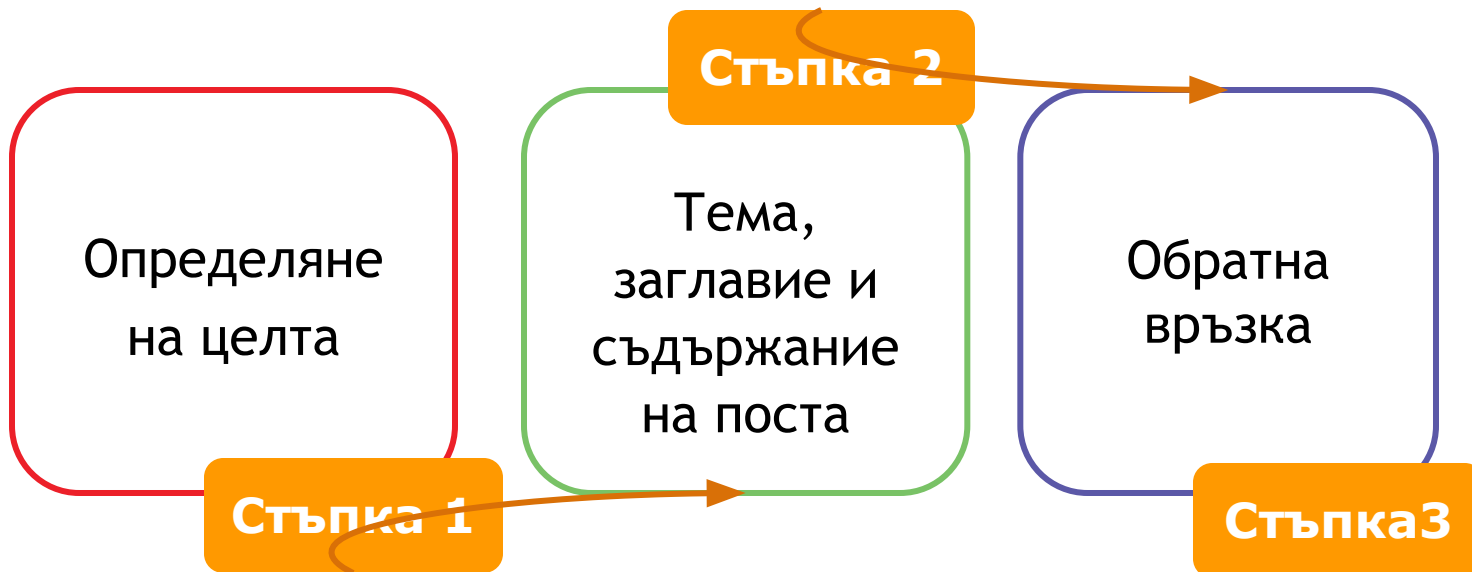 Определяне
на целта
Стъпка 1
Стъпка 2
Тема,
заглавие и
съдържание
на поста
Обратна
връзка
Стъпка3